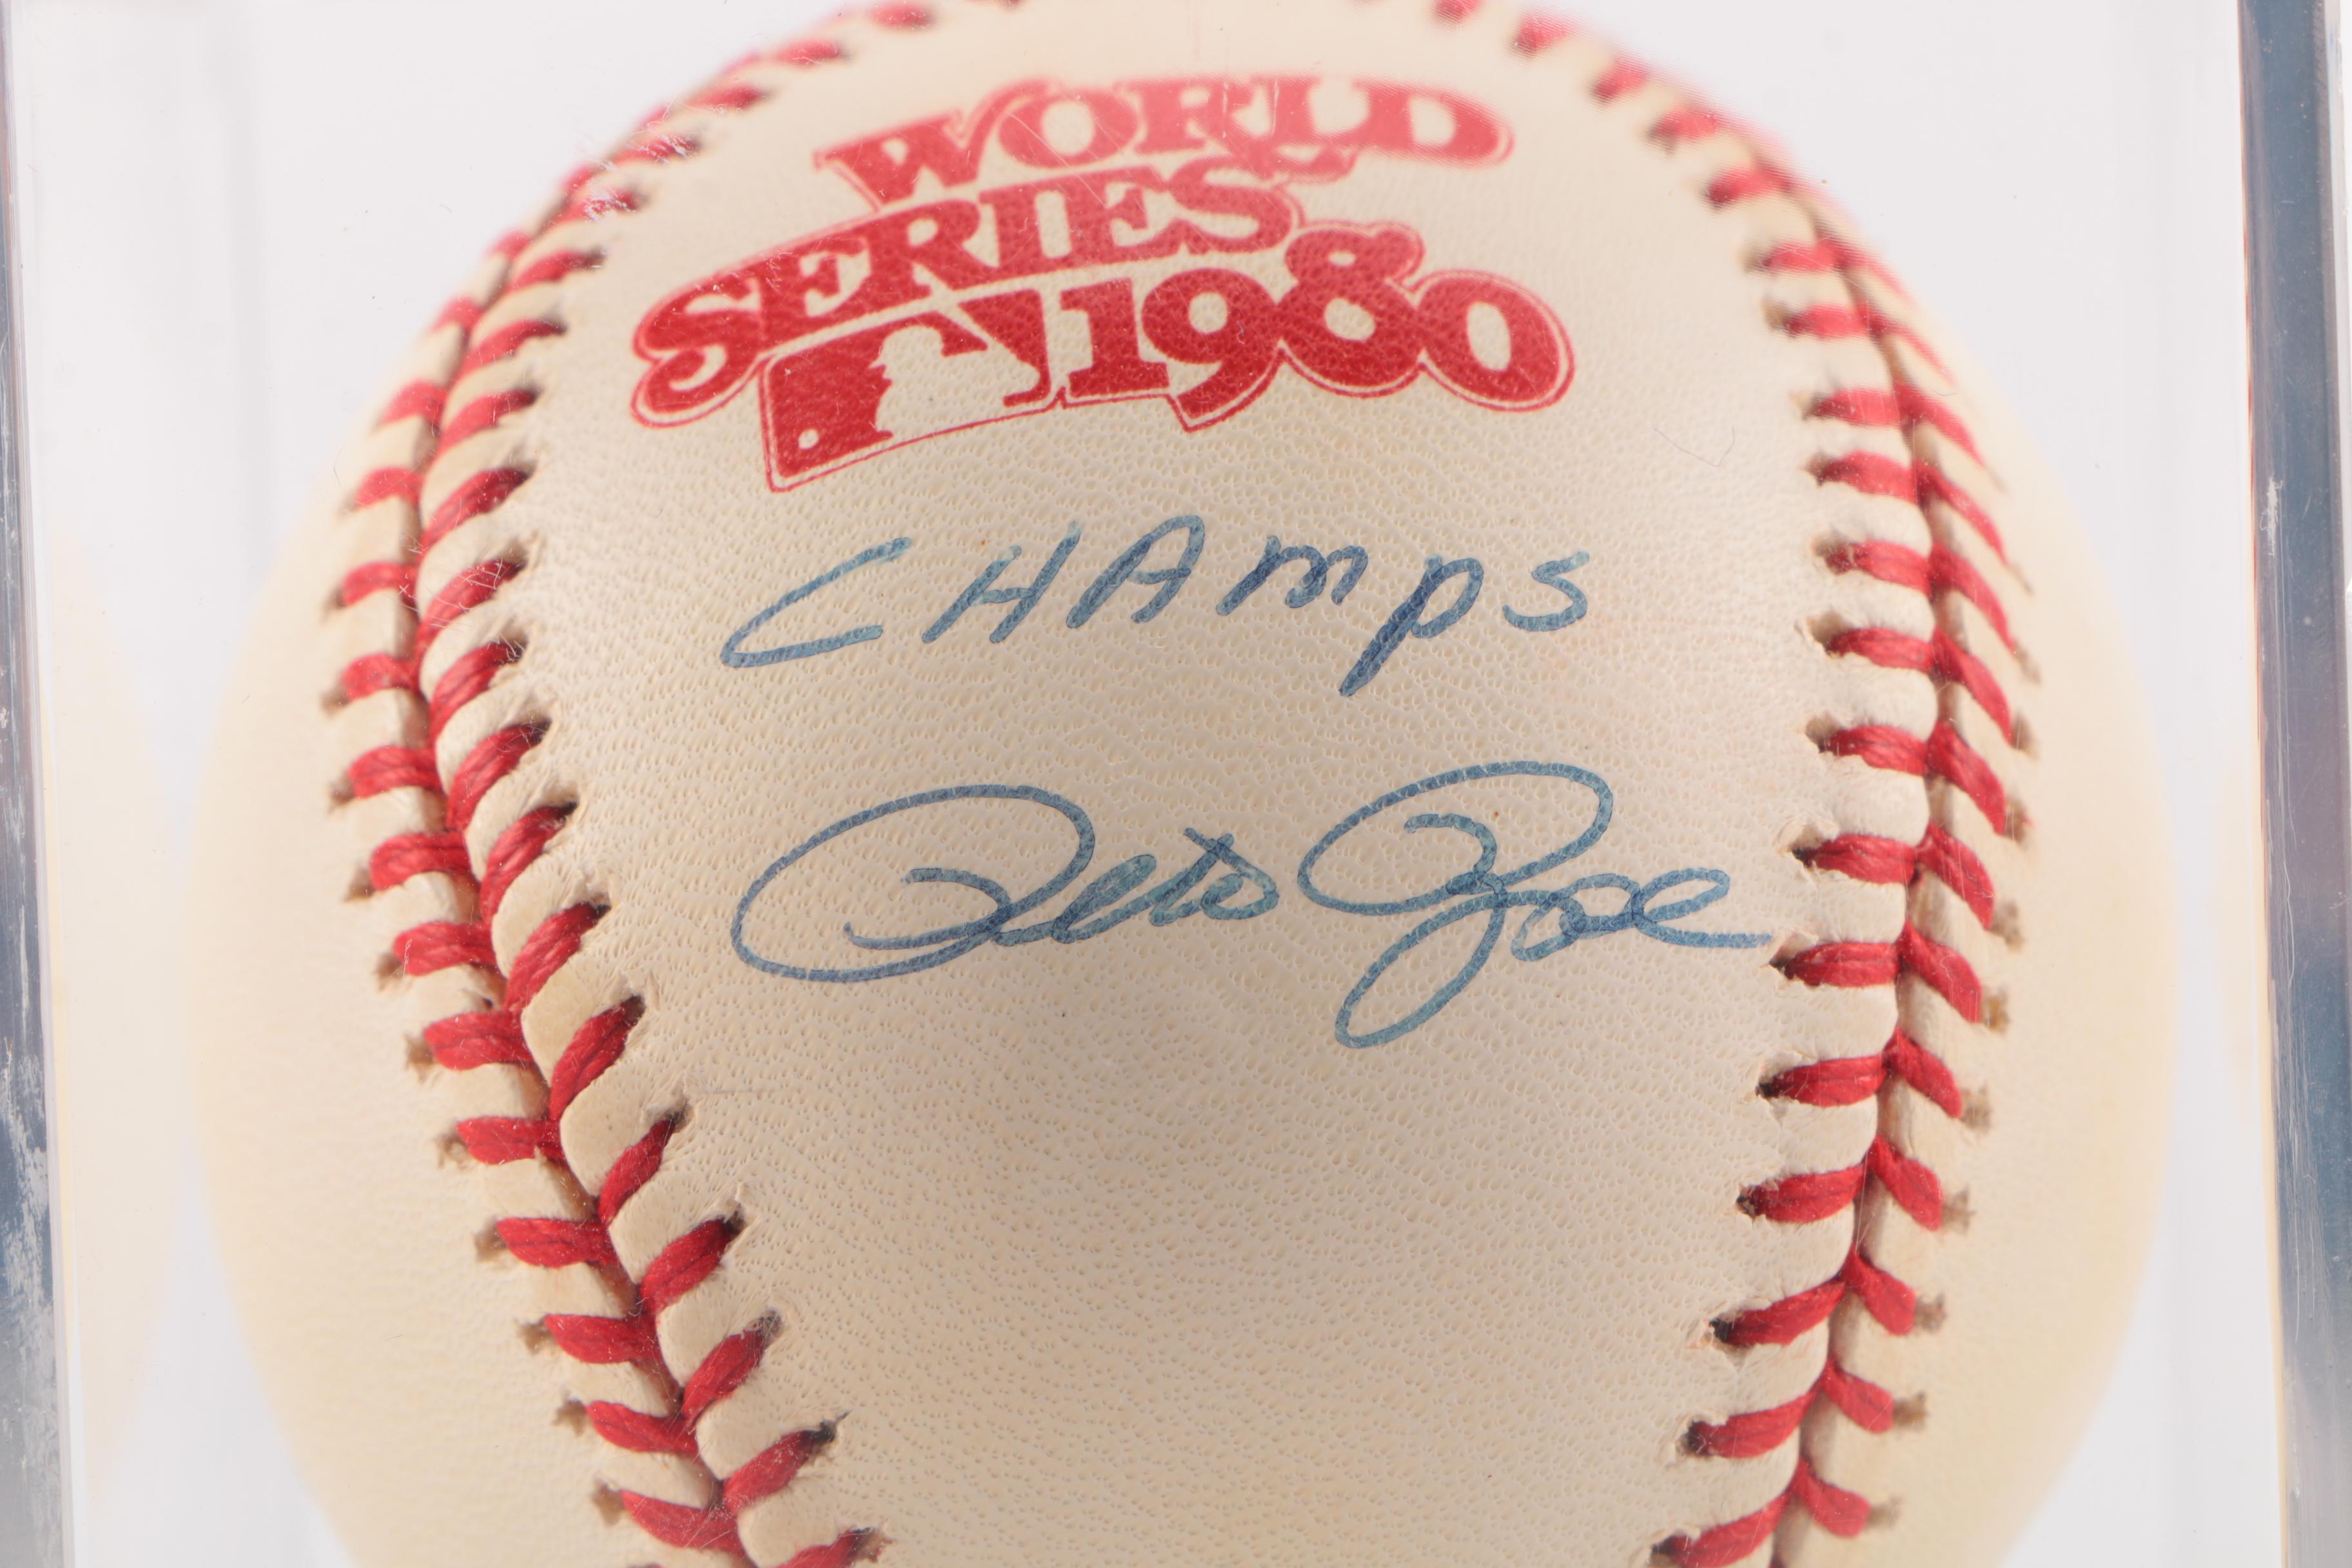 WORLD
SERIES
1980
CHAMPS
Pete Rose